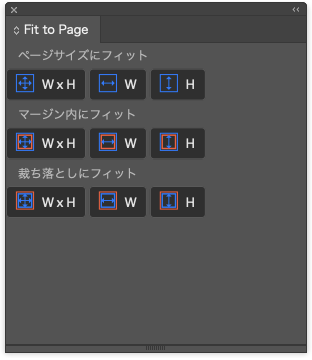 Fit to Page
ページサイズにフィット
W x H W H
マージン内にフィット
W x H W H
裁ち落としにフィット
W x H W H